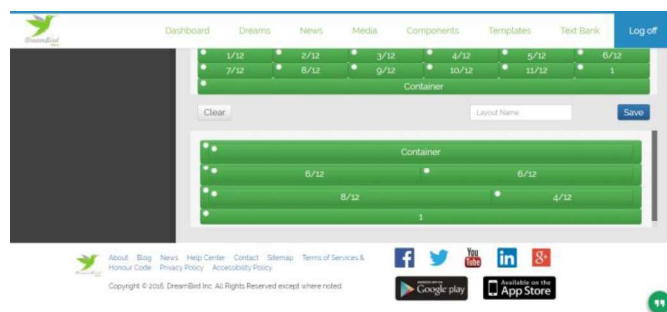 DreamBird
Dashboard Dreams News Media Components Templates Text Bank Log off
1/12 2/12 3/12 4/12 5/12 6/12
7/12 8/12 9/12 10/12 11/12 1
Container
Clear Layout Name Save
Container
6/12 6/12
8/12 4/12
1
About Blog News Help Center Contact Sitemap Terms of Services &
Honour Code Privacy Policy Accessibility Policy
Copyright © 2016. DreamBird Inc. All Rights Reserved except where noted
You
Tube
in
8+
Google play
Available on the
App Store